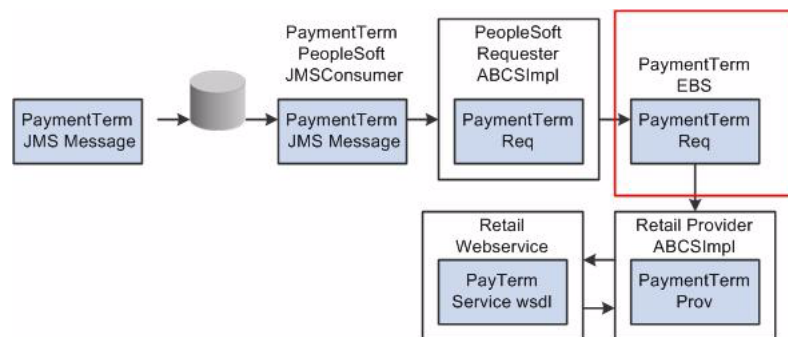 PaymentTerm
JMS Message
PaymentTerm
PeopleSoft
JMSConsumer
PaymentTerm
JMS Message
PeopleSoft
Requester
ABCSImpl
PaymentTerm
Req
PaymentTerm
EBS
PaymentTerm
Req
Retail
Webservice
PayTerm
Service wsdl
Retail Provider
ABCSImpl
PaymentTerm
Prov